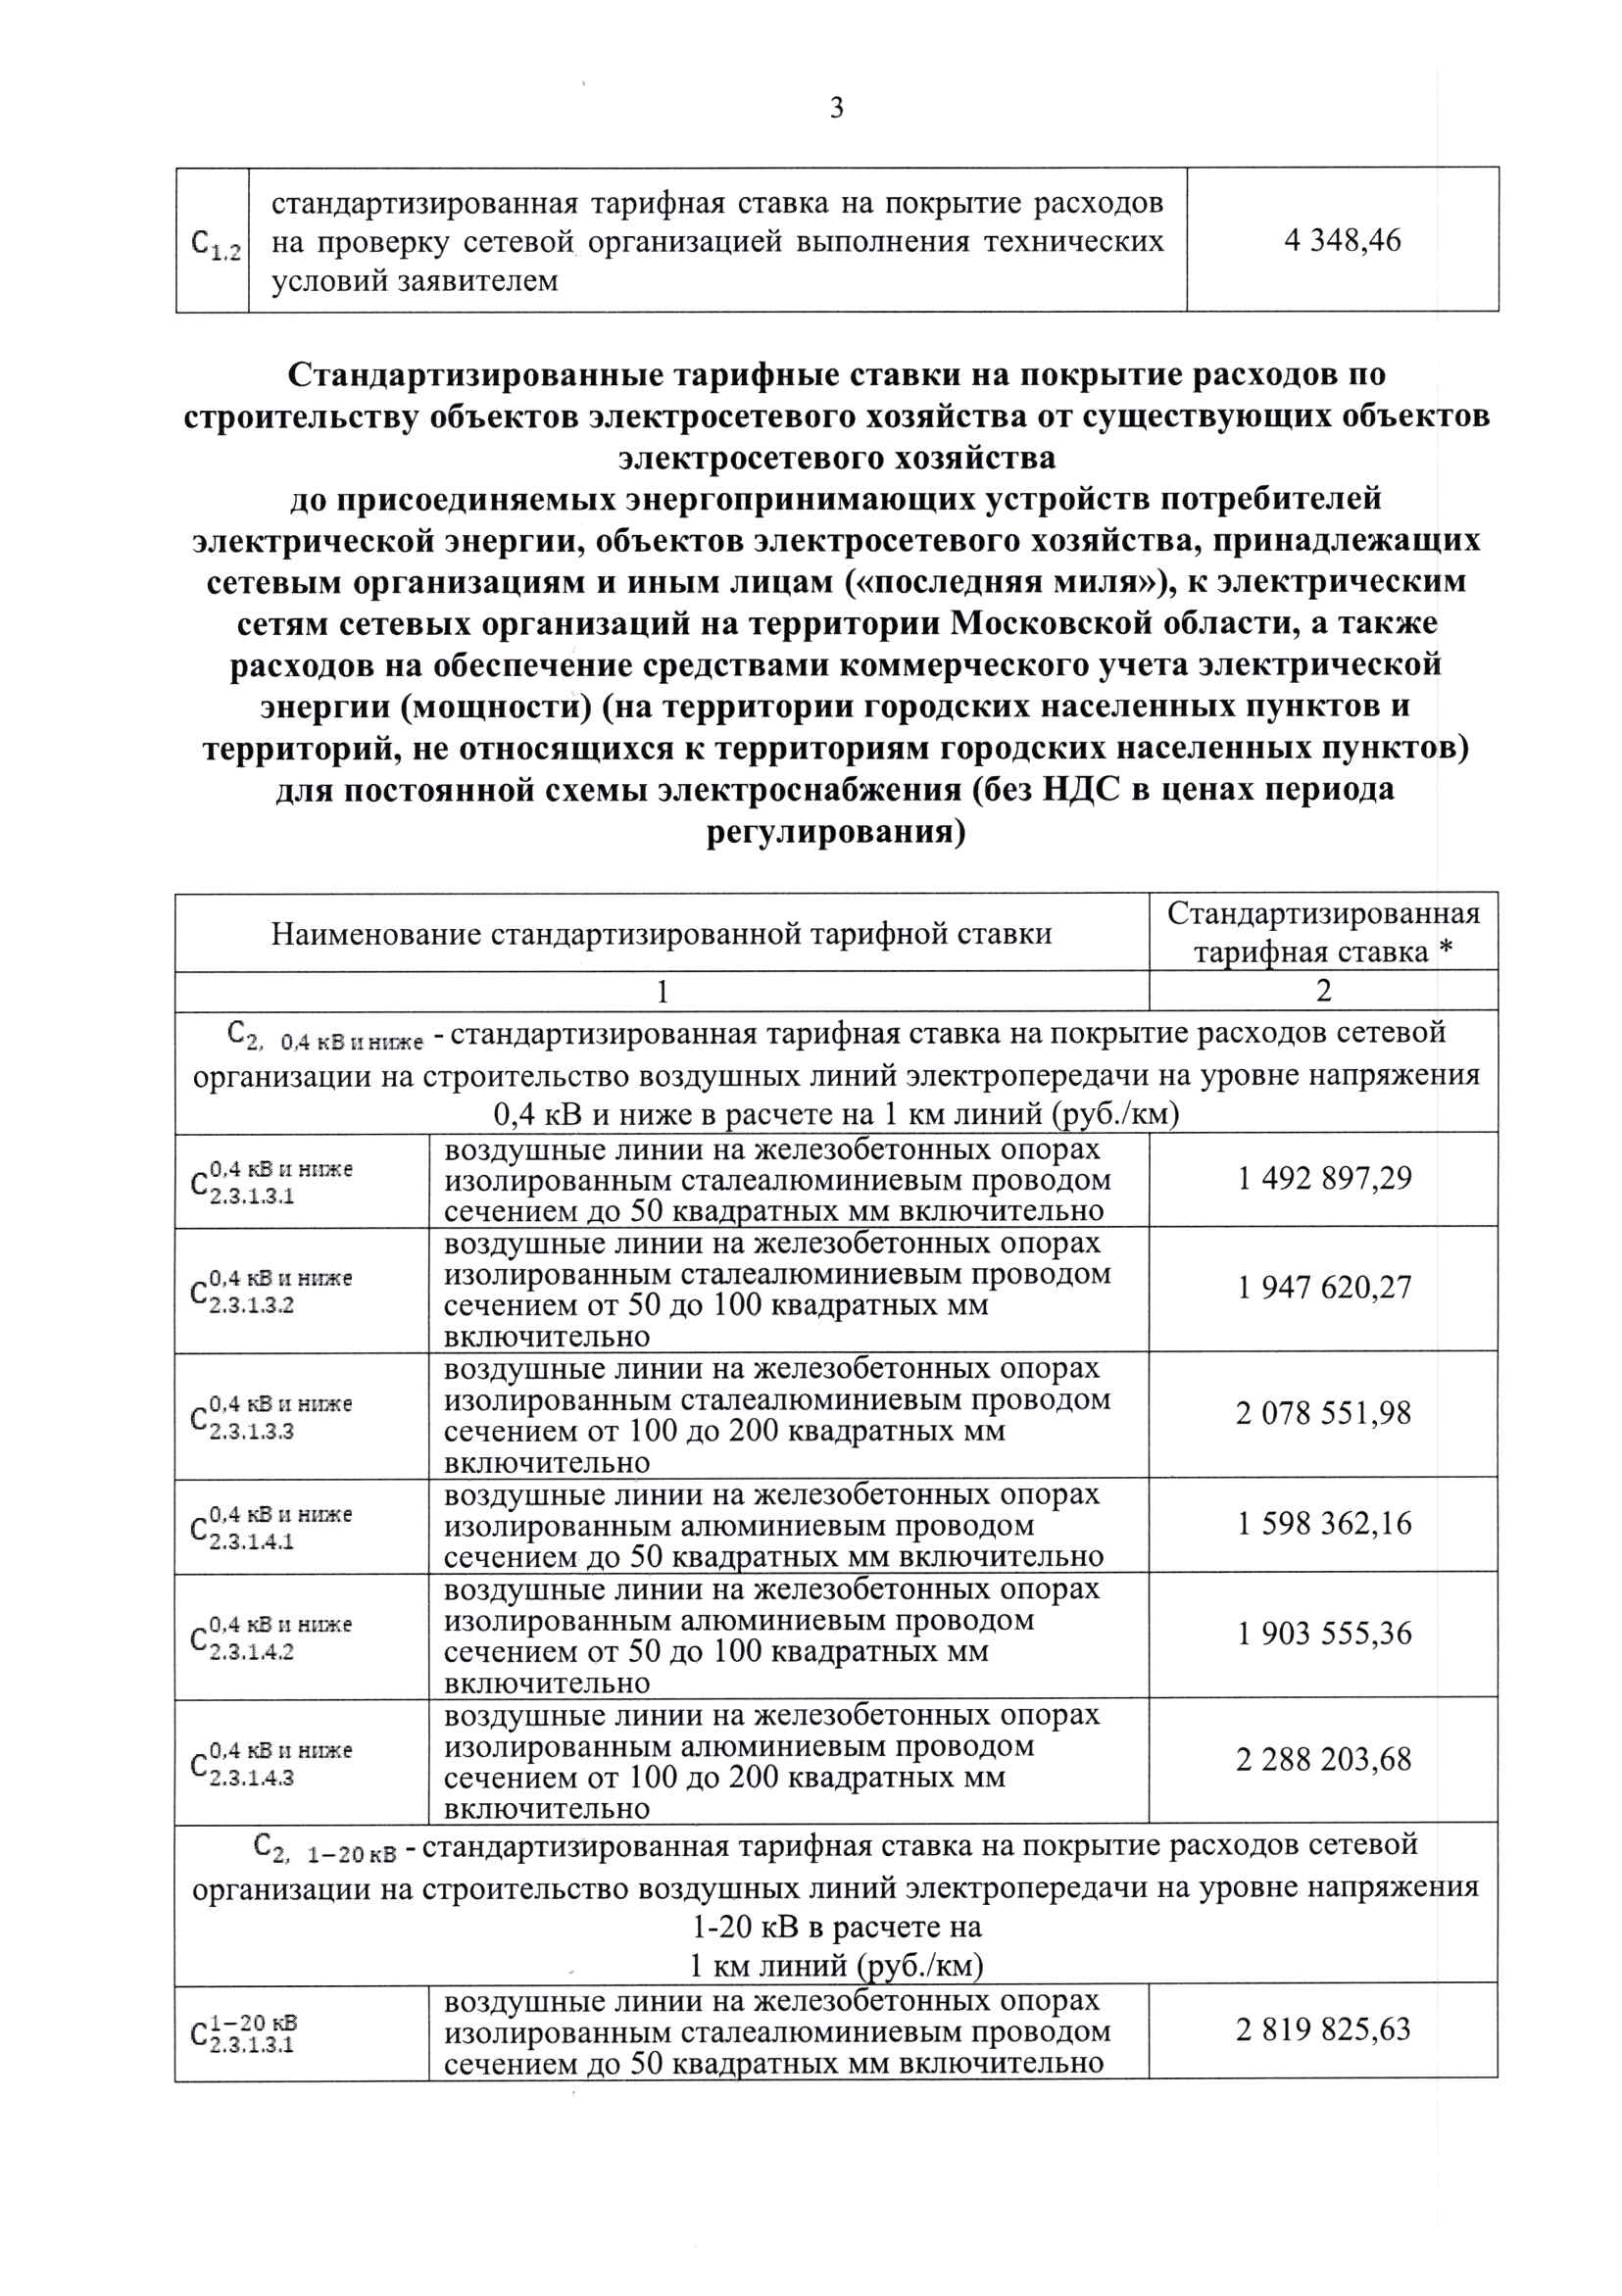 3
стандартизированная тарифная ставка на покрытие расходов
C1.2 на проверку сетевой организацией выполнения технических 4 348,46
условий заявителем
Стандартизированные тарифные ставки на покрытие расходов по
строительству объектов электросетевого хозяйства от существующих объектов
электросетевого хозяйства
до присоединяемых энергопринимающих устройств потребителей
электрической энергии, объектов электросетевого хозяйства, принадлежащих
сетевым организациям и иным лицам («последняя миля»), к электрическим
сетям сетевых организаций на территории Московской области, а также
расходов на обеспечение средствами коммерческого учета электрической
энергии (мощности) (на территории городских населенных пунктов и
территорий, не относящихся к территориям городских населенных пунктов)
для постоянной схемы электроснабжения (без НДС в ценах периода
регулирования)
Наименование стандартизированной тарифной ставки
Стандартизированная
тарифная ставка *
1 2
C2, 0,4 кВ и ниже - стандартизированная тарифная ставка на покрытие расходов сетевой
организации на строительство воздушных линий электропередачи на уровне напряжения
0,4 кВ и ниже в расчете на 1 км линий (руб./км)
C 0,4 кВ и ниже
2.3.1.3.1
воздушные линии на железобетонных опорах
изолированным сталеалюминиевым проводом
сечением до 50 квадратных мм включительно
1 492 897,29
C 0,4 кВ и ниже
2.3.1.3.2
воздушные линии на железобетонных опорах
изолированным сталеалюминиевым проводом
сечением от 50 до 100 квадратных мм
включительно
1 947 620,27
C 0,4 кВ и ниже
2.3.1.3.3
воздушные линии на железобетонных опорах
изолированным сталеалюминиевым проводом
сечением от 100 до 200 квадратных мм
включительно
2 078 551,98
C 0,4 кВ и ниже
2.3.1.4.1
воздушные линии на железобетонных опорах
изолированным алюминиевым проводом
сечением до 50 квадратных мм включительно
1 598 362,16
C 0,4 кВ и ниже
2.3.1.4.2
воздушные линии на железобетонных опорах
изолированным алюминиевым проводом
сечением от 50 до 100 квадратных мм
включительно
1 903 555,36
C 0,4 кВ и ниже
2.3.1.4.3
воздушные линии на железобетонных опорах
изолированным алюминиевым проводом
сечением от 100 до 200 квадратных мм
включительно
2 288 203,68
C2, 1–20 кВ - стандартизированная тарифная ставка на покрытие расходов сетевой
организации на строительство воздушных линий электропередачи на уровне напряжения
1-20 кВ в расчете на
1 км линий (руб./км)
C 1–20 кВ
2.3.1.3.1
воздушные линии на железобетонных опорах
изолированным сталеалюминиевым проводом
сечением до 50 квадратных мм включительно
2 819 825,63